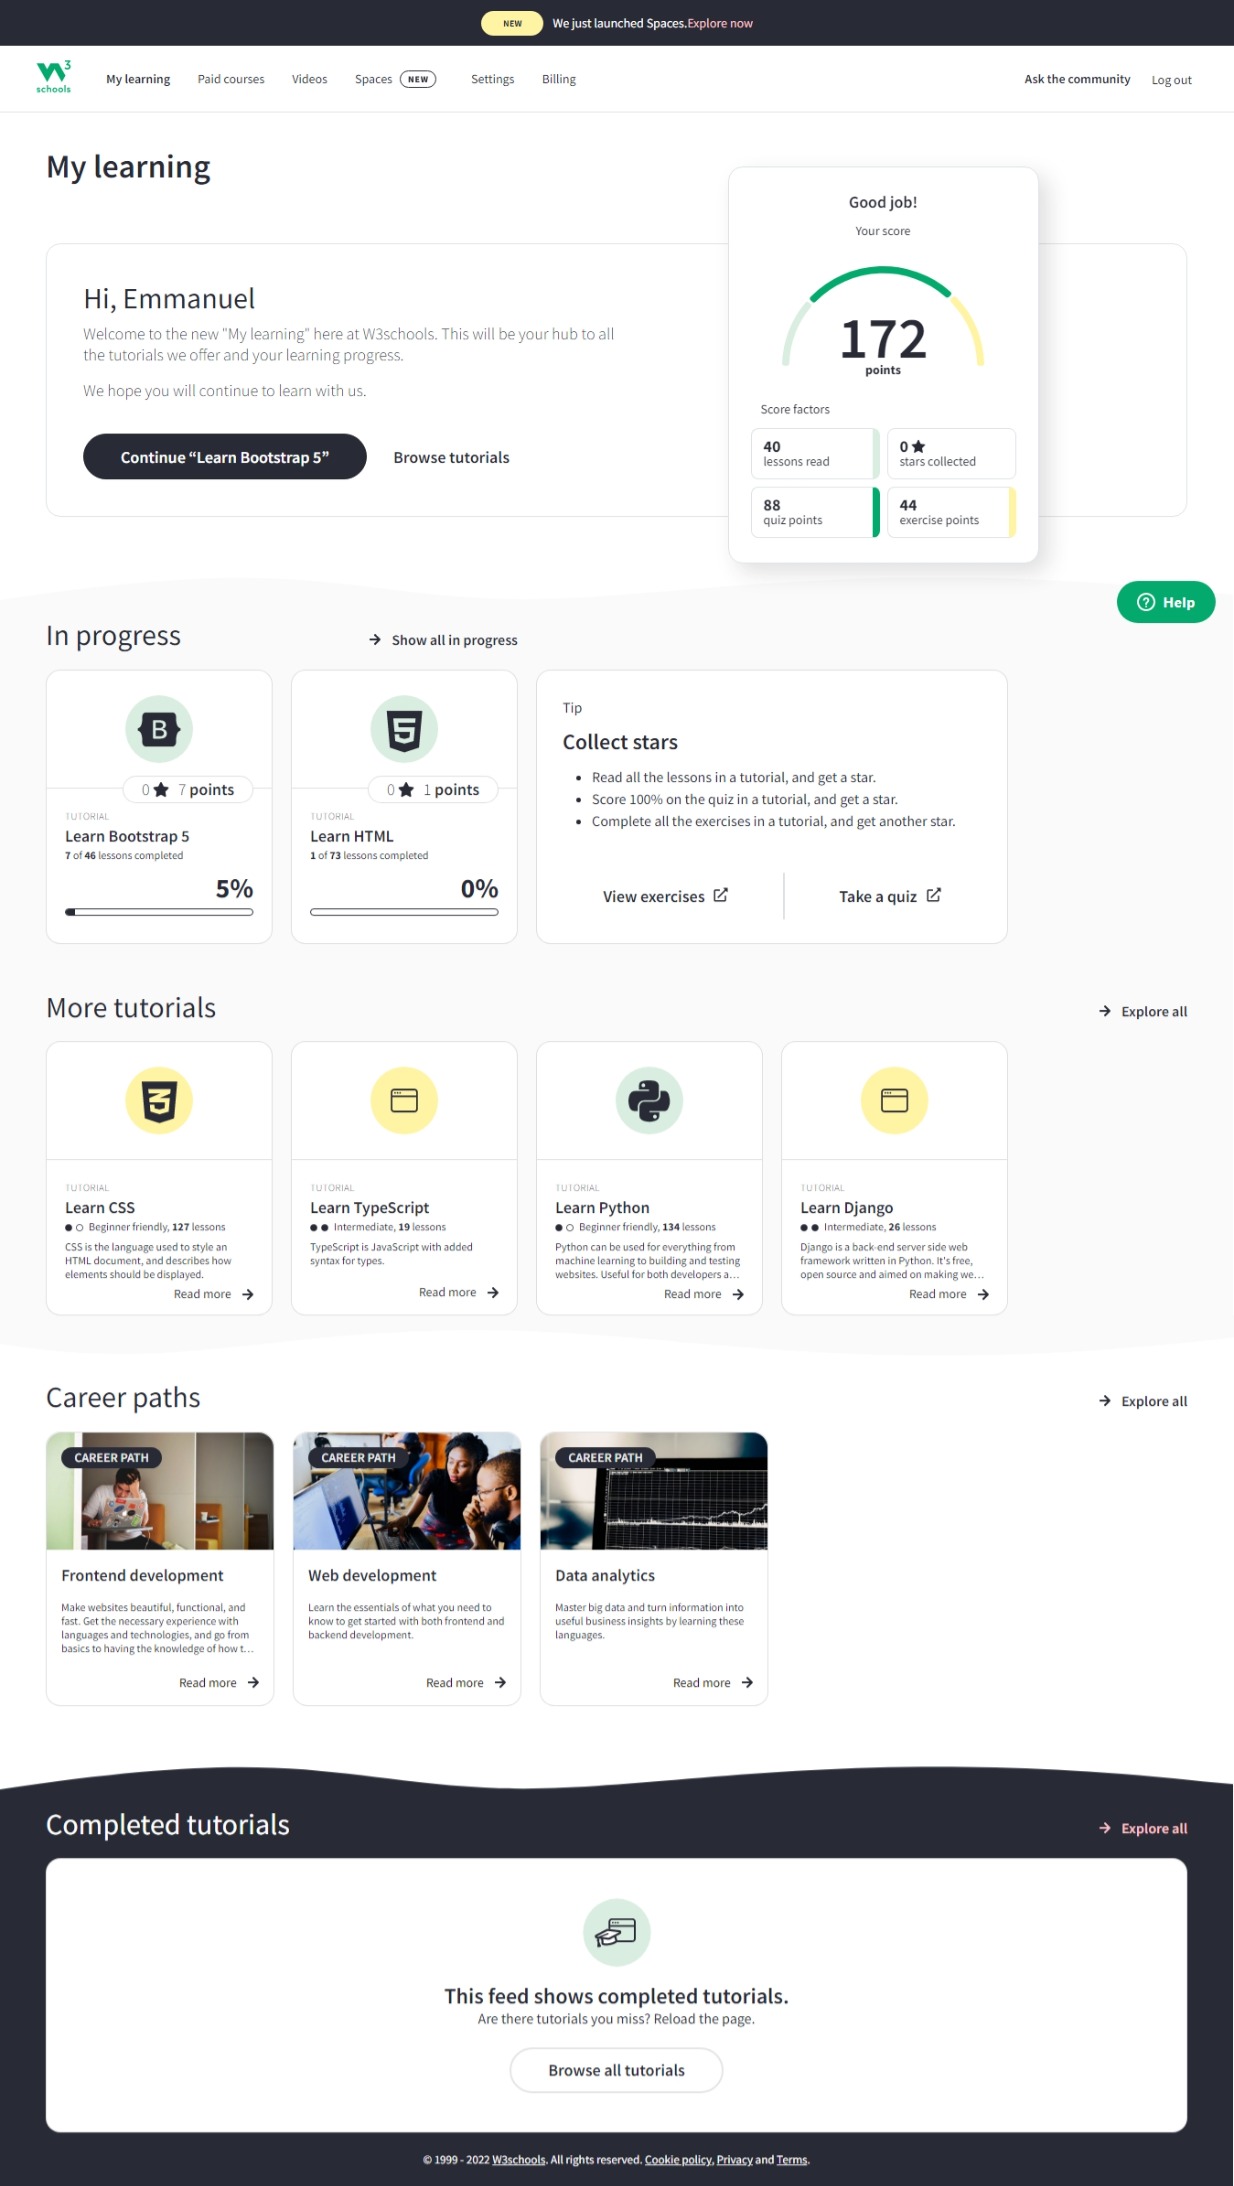 NEW We just launched Spaces.Explore now
W3 schools My learning Paid courses Videos Spaces NEW Settings Billing Ask the community Log out
My learning
Hi, Emmanuel
Welcome to the new "My learning" here at W3schools. This will be your hub to all
the tutorials we offer and your learning progress.
We hope you will continue to learn with us.
Continue “Learn Bootstrap 5” Browse tutorials
Good job!
Your score
172
points
Score factors
40
lessons read
0 ★
stars collected
88
quiz points
44
exercise points
Help
In progress
→ Show all in progress
B
0 ★ 7 points
TUTORIAL
Learn Bootstrap 5
7 of 46 lessons completed
5%
5
0 ★ 1 points
TUTORIAL
Learn HTML
1 of 73 lessons completed
0%
Tip
Collect stars
• Read all the lessons in a tutorial, and get a star.
• Score 100% on the quiz in a tutorial, and get a star.
• Complete all the exercises in a tutorial, and get another star.
View exercises Take a quiz
More tutorials
→ Explore all
3
TUTORIAL
Learn CSS
Beginner friendly, 127 lessons
CSS is the language used to style an
HTML document, and describes how
elements should be displayed.
Read more →
TUTORIAL
Learn TypeScript
Intermediate, 19 lessons
TypeScript is JavaScript with added
syntax for types.
Read more →
TUTORIAL
Learn Python
Beginner friendly, 134 lessons
Python can be used for everything from
machine learning to building and testing
websites. Useful for both developers a...
Read more →
TUTORIAL
Learn Django
Intermediate, 26 lessons
Django is a back-end server side web
framework written in Python. It's free,
open source and aimed on making we...
Read more →
Career paths
→ Explore all
CAREER PATH
Frontend development
Make websites beautiful, functional, and
fast. Get the necessary experience with
languages and technologies, and go from
basics to having the knowledge of how t...
Read more →
CAREER PATH
Web development
Learn the essentials of what you need to
know to get started with both frontend and
backend development.
Read more →
CAREER PATH
Data analytics
Master big data and turn information into
useful business insights by learning these
languages.
Read more →
Completed tutorials
→ Explore all
This feed shows completed tutorials.
Are there tutorials you miss? Reload the page.
Browse all tutorials
© 1999 - 2022 W3schools. All rights reserved. Cookie policy, Privacy and Terms.